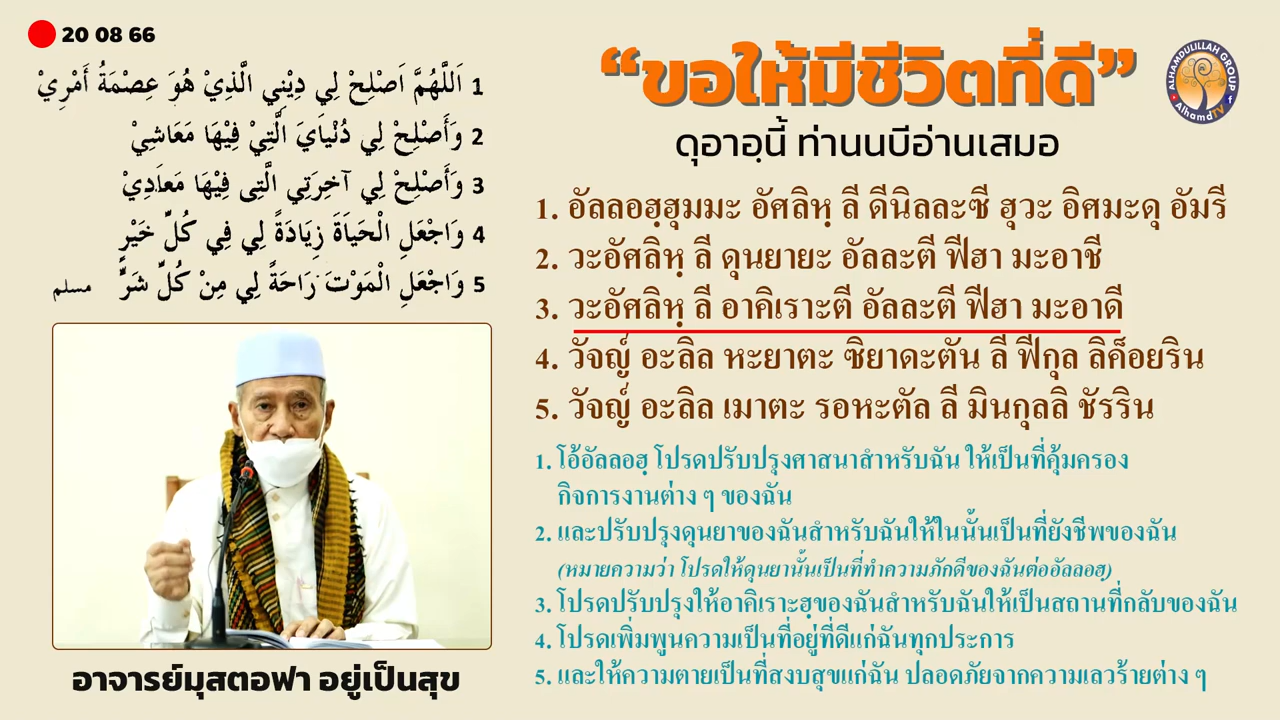 20 08 66
1 اَللَّهُمَّ اَصْلِحْ لِي دِيْنِي الَّذِيْ هُوَ عِصْمَةُ أَمْرِيْ
2 وَأَصْلِحْ لِي دُنْيَايَ الَّتِيْ فِيْهَا مَعَاشِيْ
3 وَأَصْلِحْ لِي آخِرَتِي الَّتِى فِيْهَا مَعَادِيْ
4 وَاجْعَلِ الْحَيَاَةَ زِيَادَةً لِي فِي كُلِّ خَيْرٍ
5 وَاجْعَلِ الْمَوْتَ رَاحَةً لِي مِنْ كُلِّ شَرٍّ مسلم
อาจารย์มุสตอฟา อยู่เป็นสุข
“ขอให้มีชีวิตที่ดี”
ALHAMDULILLAH GROUP
AlhamdTV
ดุอาอฺนี้ ท่านนบีอ่านเสมอ
1. อัลลอฮฺฮุมมะ อัศลิหฺ ลี ดีนิลละซี ฮุวะ อิศมะดุ อัมรี
2. วะอัศลิหฺ ลี ดุนยายะ อัลละตี ฟีฮา มะอาชี
3. วะอัศลิหฺ ลี อาคิเราะตี อัลละตี ฟีฮา มะอาดี
4. วัจญ์ อะลิล หะยาตะ ซิยาดะตัน ลี ฟีกุล ลิค็อยริน
5. วัจญ์ อะลิล เมาตะ รอหะตัล ลี มินกุลลิ ชัรริน
1. โอ้อัลลอฮฺ โปรดปรับปรุงศาสนาสำหรับฉัน ให้เป็นที่คุ้มครอง
กิจการงานต่าง ๆ ของฉัน
2. และปรับปรุงดุนยาของฉันสำหรับฉันให้ในนั้นเป็นที่ยังชีพของฉัน
(หมายความว่า โปรดให้ดุนยานั้นเป็นที่ทำความภักดีของฉันต่ออัลลอฮฺ)
3. โปรดปรับปรุงให้อาคิเราะฮฺของฉันสำหรับฉันให้เป็นสถานที่กลับของฉัน
4. โปรดเพิ่มพูนความเป็นที่อยู่ที่ดีแก่ฉันทุกประการ
5. และให้ความตายเป็นที่สงบสุขแก่ฉัน ปลอดภัยจากความเลวร้ายต่าง ๆ